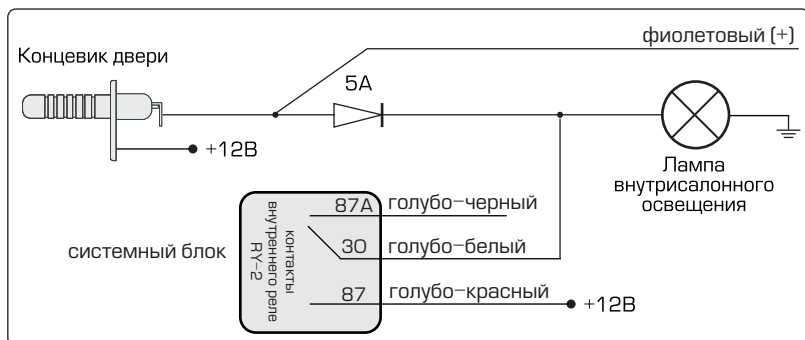 фиолетовый (+)
Концевик двери
5А
+12В
Лампа
внутрисалонного
освещения
87А
голубо-черный
системный блок
контакты
внутреннего реле
RY-2
30
голубо-белый
87
голубо-красный
+12В